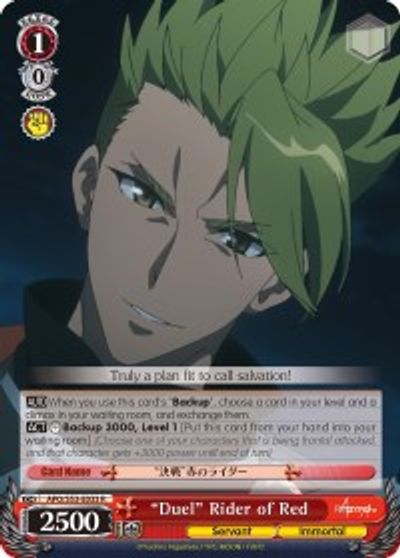 LEVEL
1
0
COST
Truly a plan fit to call salvation!
AUTO When you use this card's "Backup", choose a card in your level and a
climax in your waiting room, and exchange them.
ACT Backup 3000, Level 1 [Put this card from your hand into your
waiting room] (Choose one of your characters that is being frontal
attacked, and that character gets +3000 power until end of turn)
Card Name
"決戦" 赤のライダー
2500
"Duel" Rider of Red
Servant
Immortal